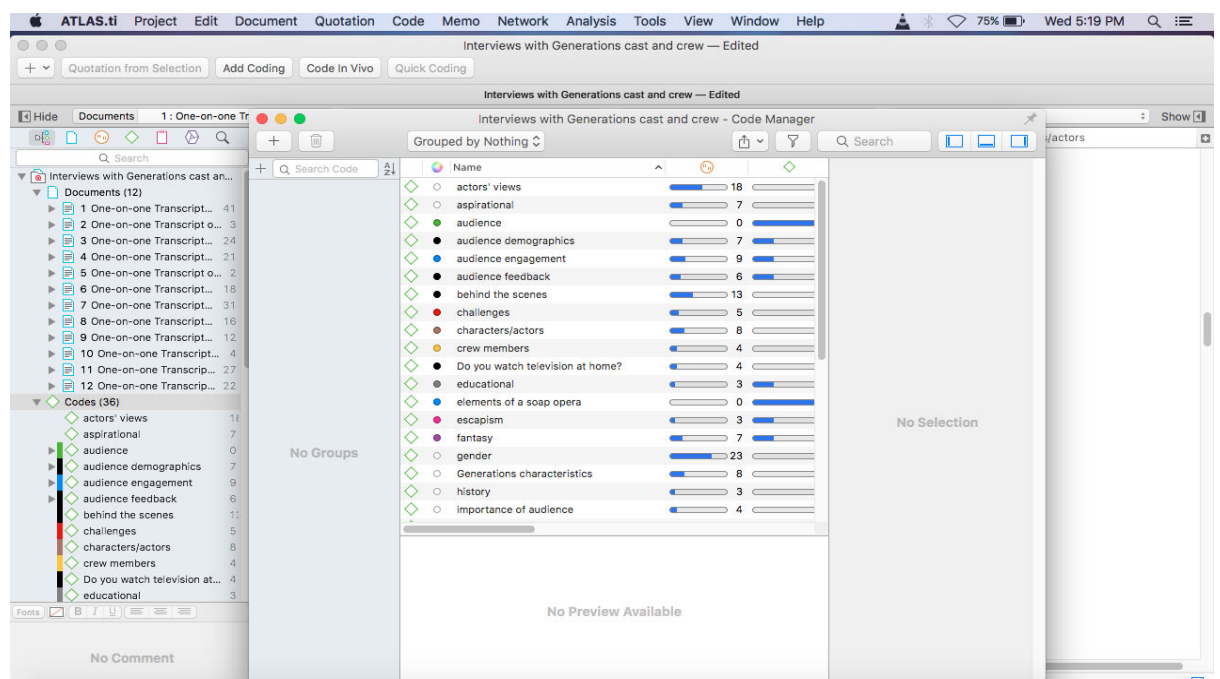 ATLAS.ti Project Edit Document Quotation Code Memo Network Analysis Tools View Window Help 75% Wed 5:19 PM
Interviews with Generations cast and crew — Edited
+ Quotation from Selection Add Coding Code In Vivo Quick Coding
Interviews with Generations cast and crew — Edited
Hide Documents 1 : One-on-one Tr
Show
Search
Interviews with Generations cast an...
Documents (12)
1 One-on-one Transcript... 41
2 One-on-one Transcript o... 3
3 One-on-one Transcript... 24
4 One-on-one Transcript... 21
5 One-on-one Transcript o... 2
6 One-on-one Transcript... 18
7 One-on-one Transcript... 31
8 One-on-one Transcript... 16
9 One-on-one Transcript... 12
10 One-on-one Transcript... 4
11 One-on-one Transcrip... 27
12 One-on-one Transcrip... 22
Codes (36)
actors' views
aspirational 7
audience 0
audience demographics 7
audience engagement 9
audience feedback 6
behind the scenes
challenges 5
characters/actors 8
crew members 4
Do you watch television at... 4
educational 3
Fonts B I U
No Comment
Interviews with Generations cast and crew - Code Manager
+ Grouped by Nothing Search
+ Search Code
No Groups
Name
actors' views 18
aspirational 7
audience 0
audience demographics 7
audience engagement 9
audience feedback 6
behind the scenes 13
challenges 5
characters/actors 8
crew members 4
Do you watch television at home? 4
educational 3
elements of a soap opera 0
escapism 3
fantasy 7
gender 23
Generations characteristics 8
history 3
importance of audience 4
No Preview Available
No Selection
/actors